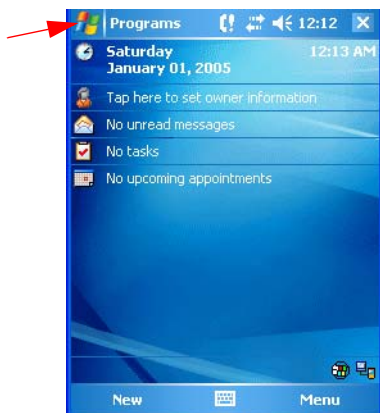 Programs 12:12
Saturday 12:13 AM
January 01, 2005
Tap here to set owner information
No unread messages
No tasks
No upcoming appointments
New Menu